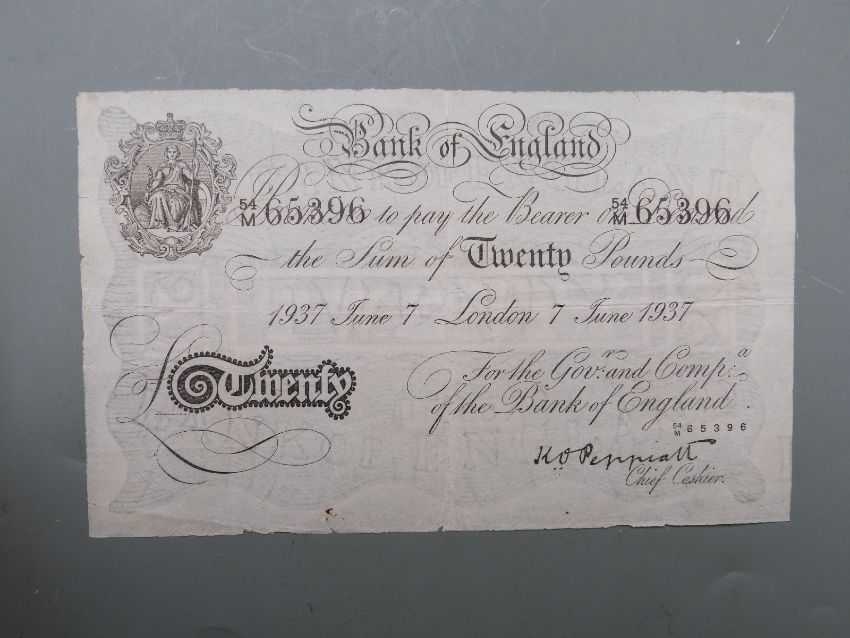 Bank of England
54/M 65396 54/M 65396
Promise to pay the Bearer on Demand
the Sum of Twenty Pounds
1937 June 7 London 7 June 1937
£ Twenty
For the Govr. and Compa.
of the Bank of England.
54/M 65396
K O Peppiatt
Chief Cashier.